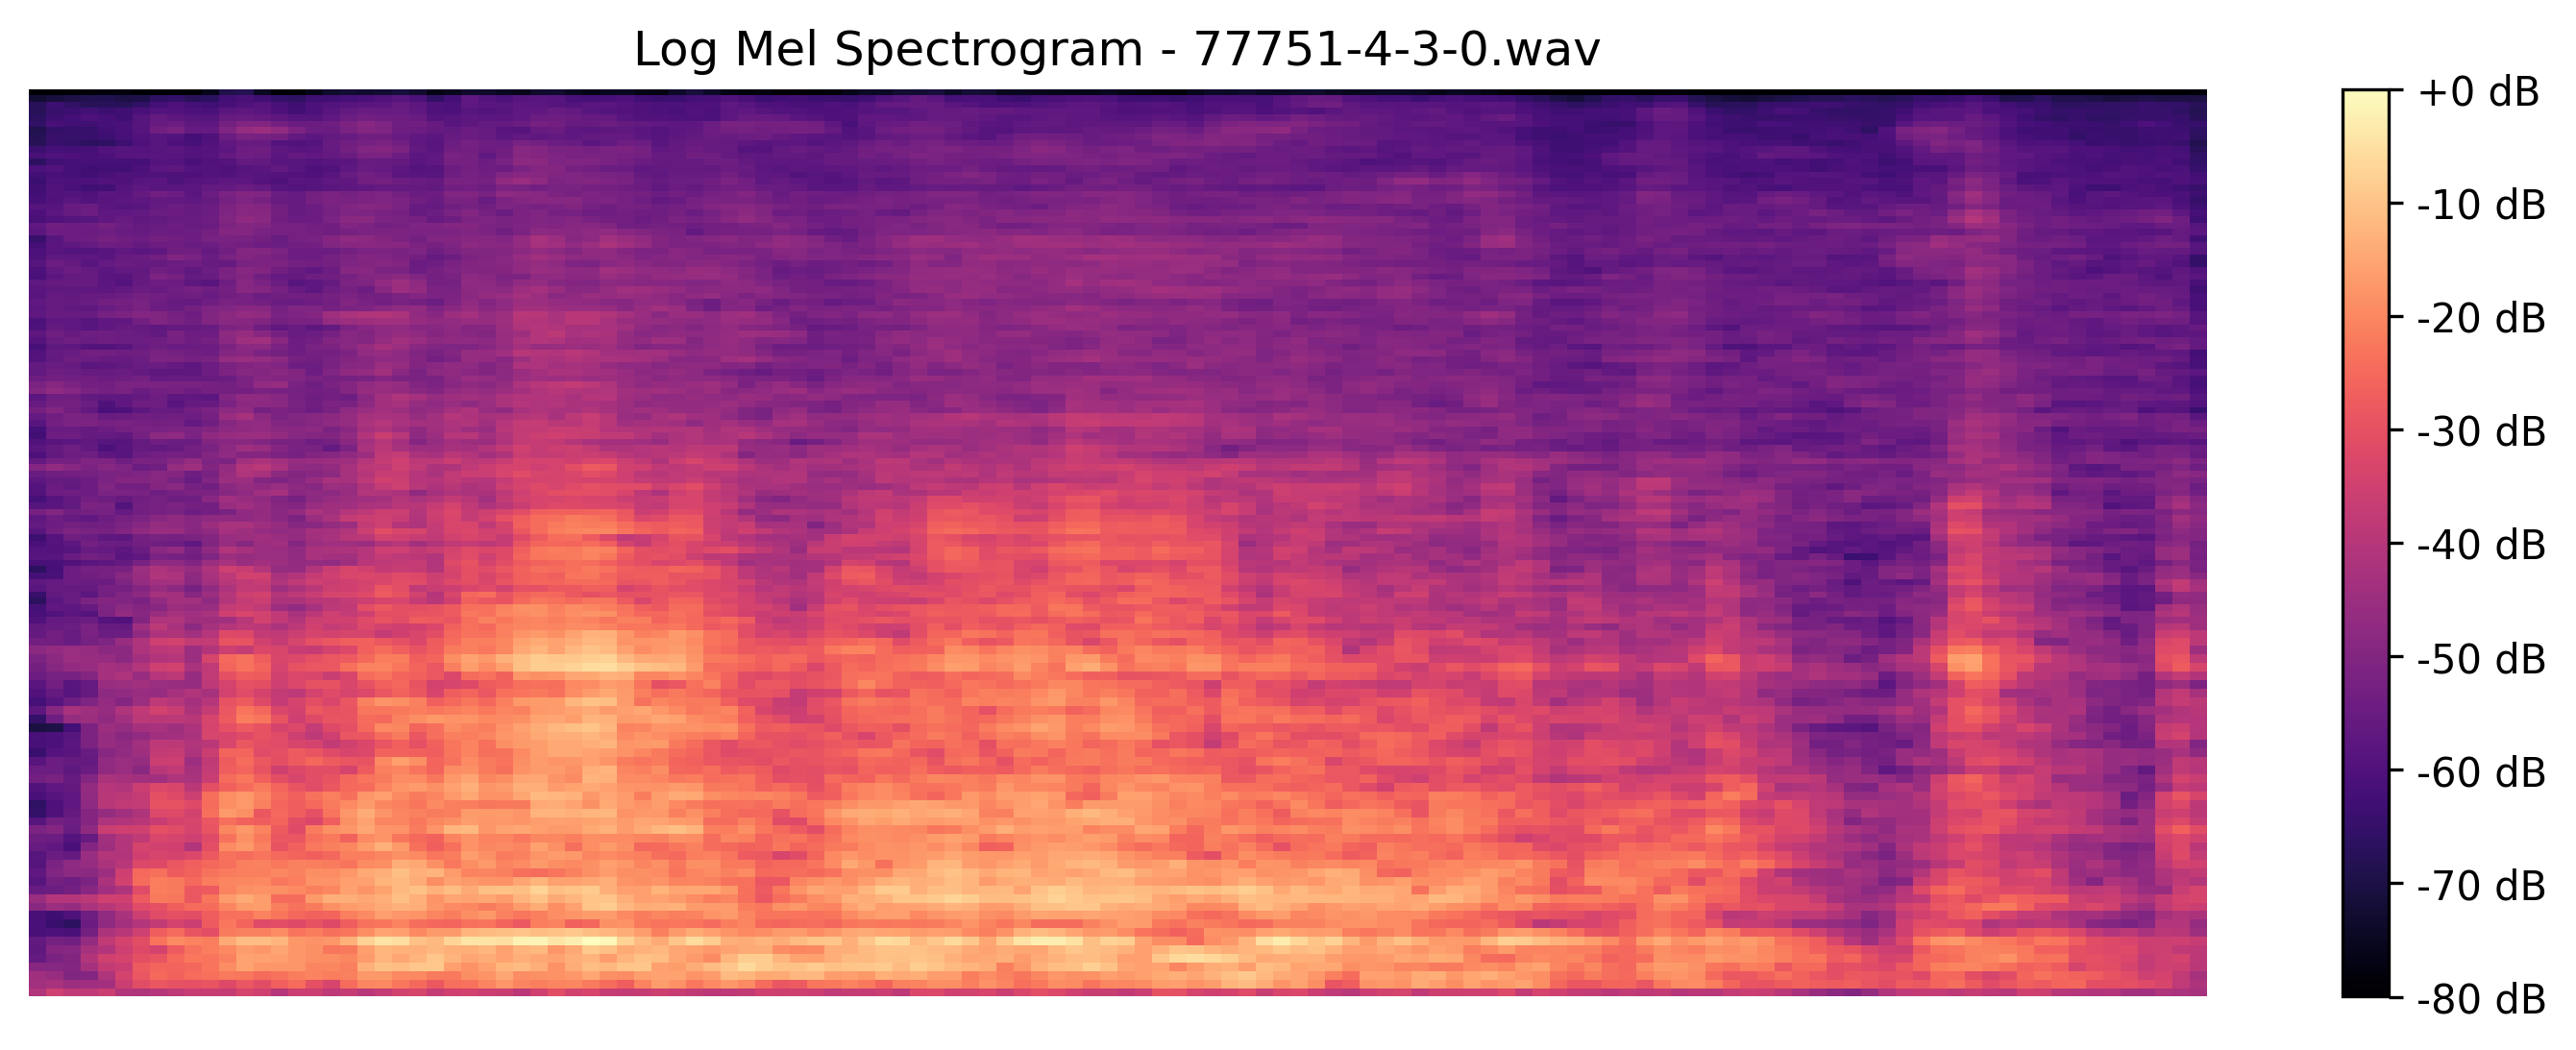 Log Mel Spectrogram - 77751-4-3-0.wav
+0 dB
-10 dB
-20 dB
-30 dB
-40 dB
-50 dB
-60 dB
-70 dB
-80 dB